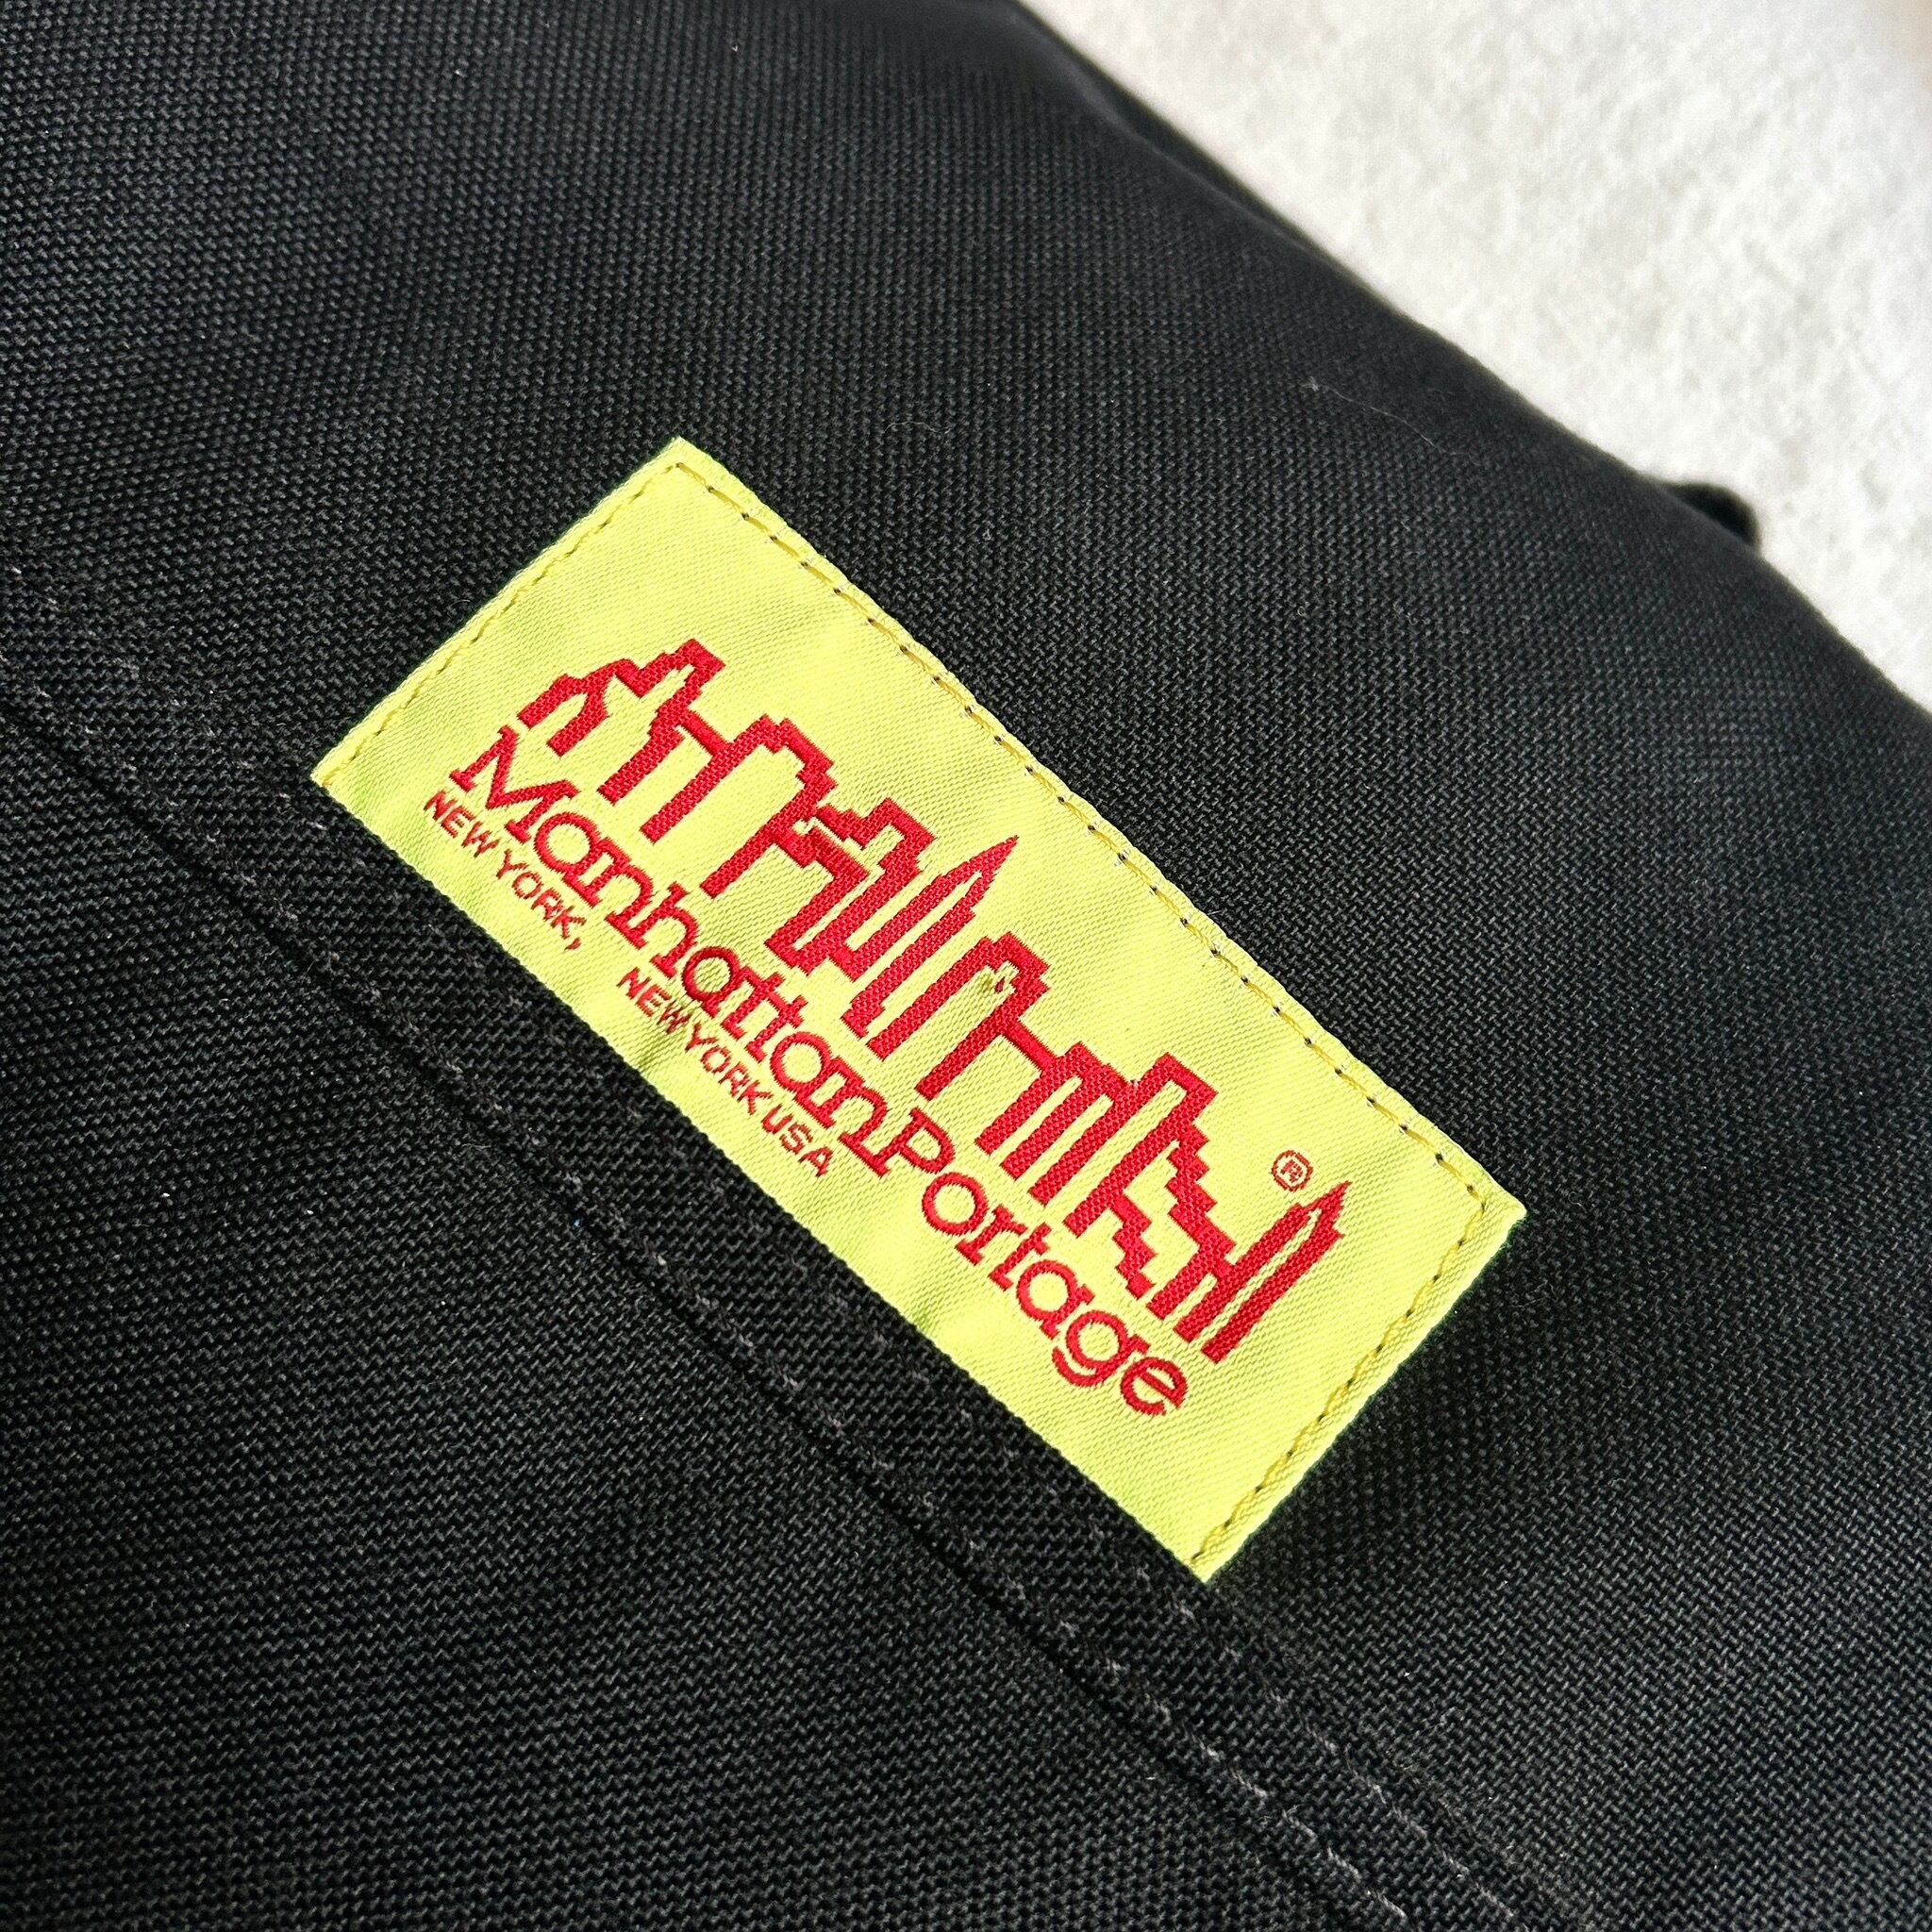 ®
ManhattanPortage
NEW YORK, NEW YORK USA